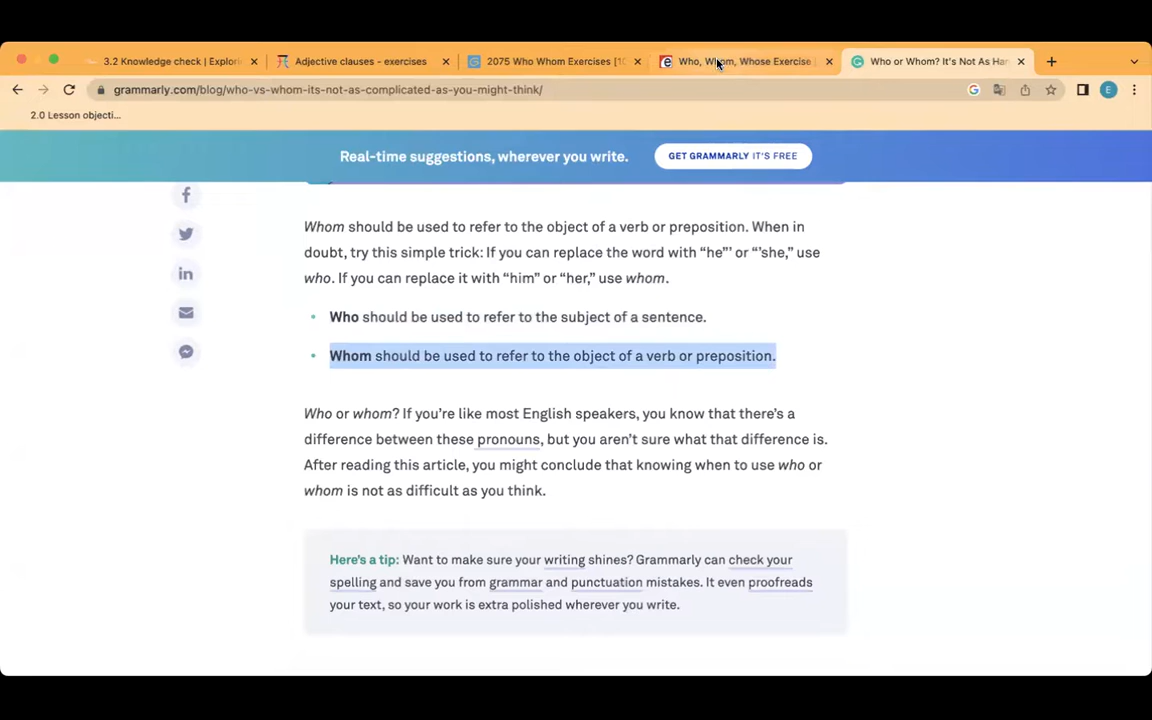 3.2 Knowledge check | Explori
Adjective clauses - exercises
2075 Who Whom Exercises [10
Who, Whom, Whose Exercise
Who or Whom? It's Not As Har
grammarly.com/blog/who-vs-whom-its-not-as-complicated-as-you-might-think/
E
2.0 Lesson objecti...
Real-time suggestions, wherever you write.
GET GRAMMARLY IT'S FREE
Whom should be used to refer to the object of a verb or preposition. When in
doubt, try this simple trick: If you can replace the word with “he”’ or “’she,” use
who. If you can replace it with “him” or “her,” use whom.
• Who should be used to refer to the subject of a sentence.
• Whom should be used to refer to the object of a verb or preposition.
Who or whom? If you’re like most English speakers, you know that there’s a
difference between these pronouns, but you aren’t sure what that difference is.
After reading this article, you might conclude that knowing when to use who or
whom is not as difficult as you think.
Here’s a tip: Want to make sure your writing shines? Grammarly can check your
spelling and save you from grammar and punctuation mistakes. It even proofreads
your text, so your work is extra polished wherever you write.